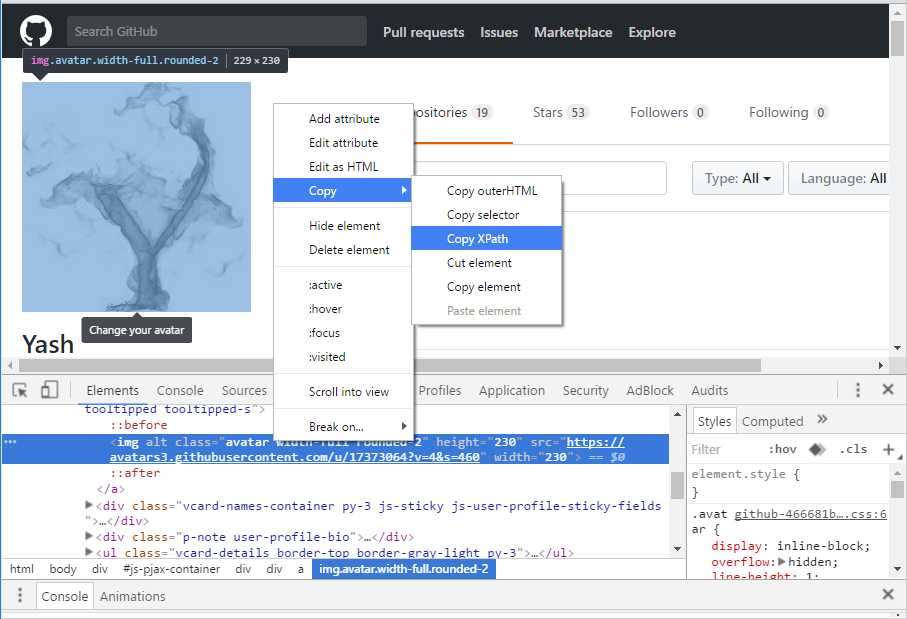 Search GitHub
Pull requests Issues Marketplace Explore
img.avatar.width-full.rounded-2 | 229 × 230
ositories 19 Stars 53 Followers 0 Following 0
Type: All Language: All
Change your avatar
Yash
Add attribute
Edit attribute
Edit as HTML
Copy
Hide element
Delete element
:active
:hover
:focus
:visited
Scroll into view
Break on...
Copy outerHTML
Copy selector
Copy XPath
Cut element
Copy element
Paste element
Elements Console Sources Profiles Application Security AdBlock Audits
tooltipped tooltipped-s">
::before
<img alt class="avatar width-full rounded-2" height="230" src="https://
avatars3.githubusercontent.com/u/17373064?v=4&s=460" width="230"> == $0
::after
</a>
<div class="vcard-names-container py-3 js-sticky js-user-profile-sticky-fields
">…</div>
<div class="p-note user-profile-bio">…</div>
<ul class="vcard-details border-top border-gray-light py-3">…</ul>
html body div #js-pjax-container div div a img.avatar.width-full.rounded-2
Styles Computed »
Filter :hov .cls +
element.style {
}
.avat github-466681b….css:6
ar {
display: inline-block;
overflow: hidden;
line-height: 1;
Console Animations